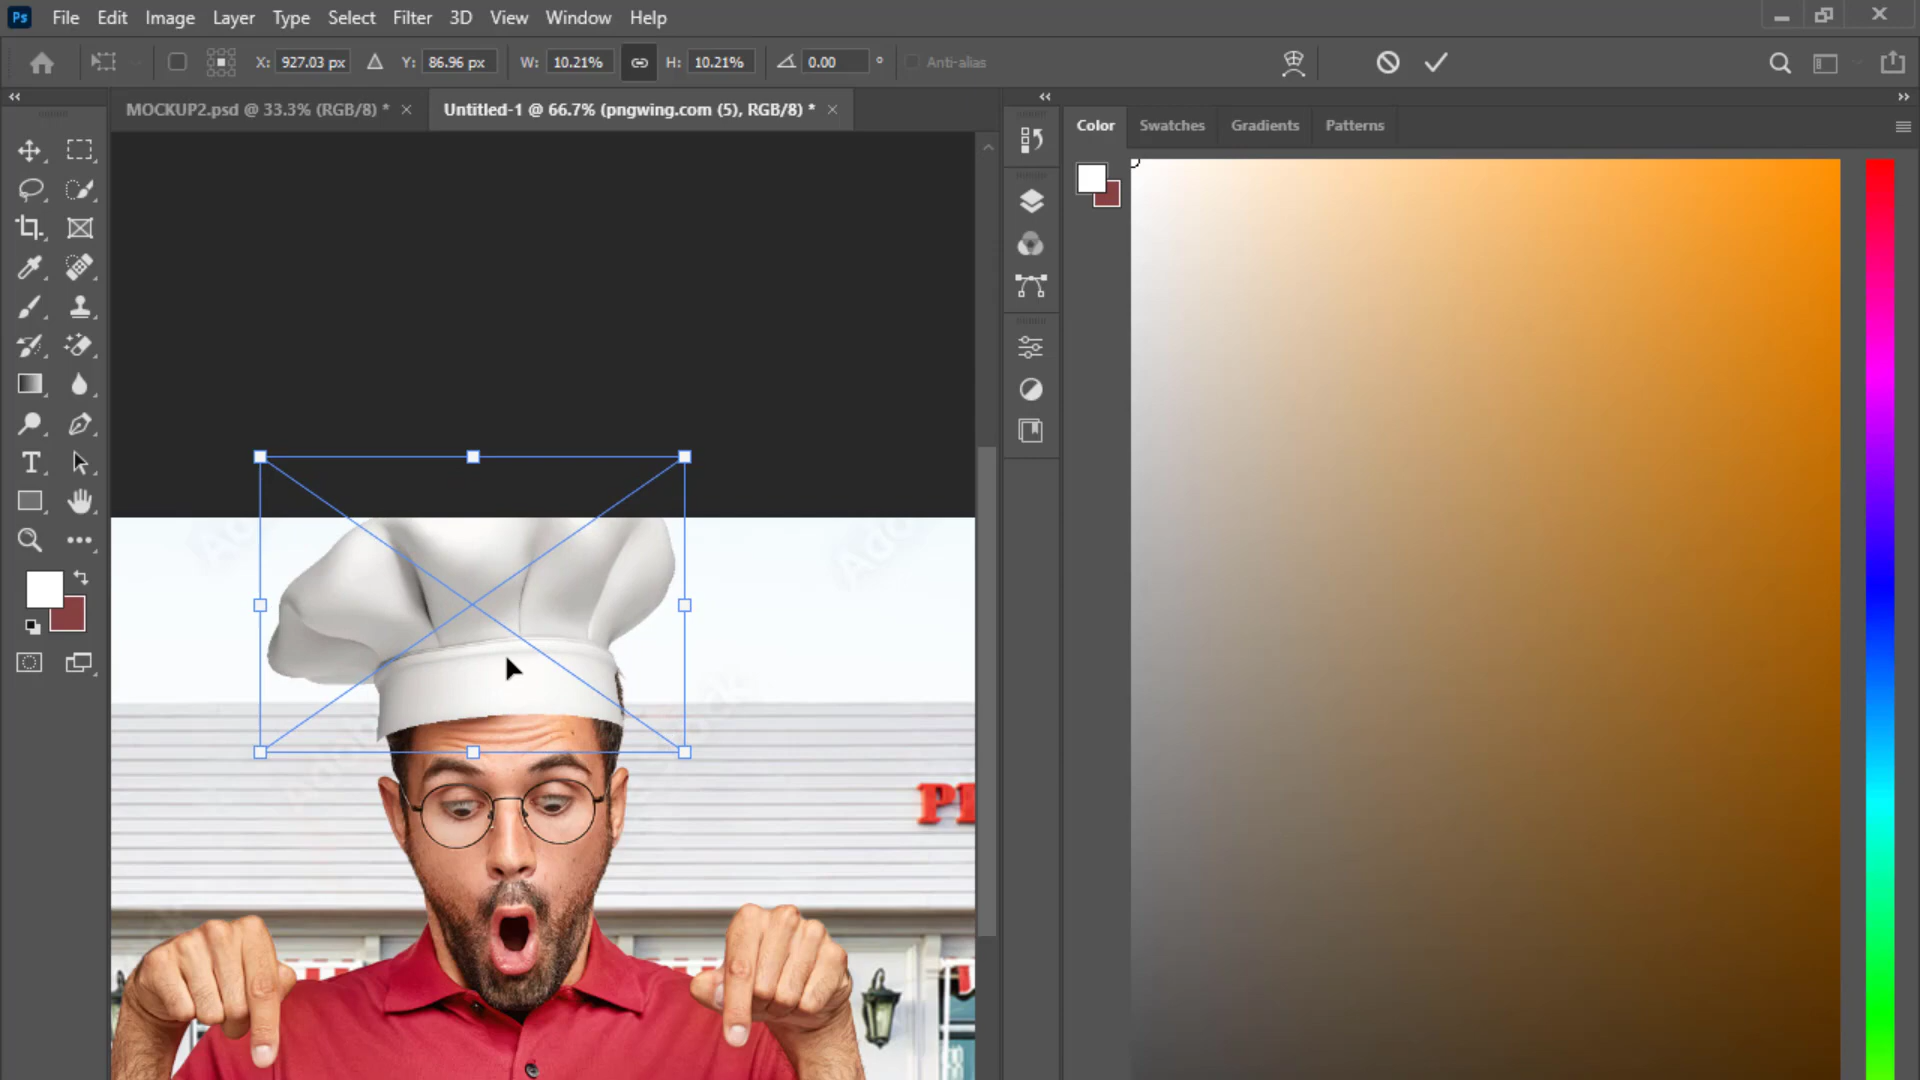 Ps File Edit Image Layer Type Select Filter 3D View Window Help
X: 927.03 px Y: 86.96 px W: 10.21% H: 10.21% 0.00 ° Anti-alias
MOCKUP2.psd @ 33.3% (RGB/8) * × Untitled-1 @ 66.7% (pngwing.com (5), RGB/8) * ×
Color Swatches Gradients Patterns